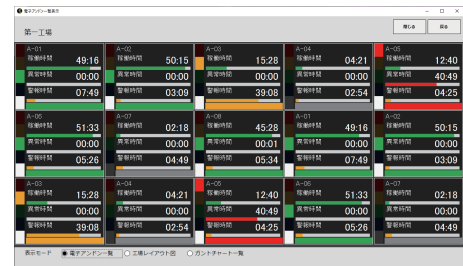 電子アンドン一覧表示
第一工場
閉じる 戻る
A-01 A-02 A-03 A-04 A-05
稼働時間 49:16 稼働時間 50:15 稼働時間 15:28 稼働時間 04:21 稼働時間 12:40
異常時間 00:00 異常時間 00:00 異常時間 00:00 異常時間 00:00 異常時間 40:49
警報時間 07:49 警報時間 03:09 警報時間 39:08 警報時間 02:54 警報時間 04:25
A-06 A-07 A-08 A-01 A-02
稼働時間 51:33 稼働時間 02:18 稼働時間 45:28 稼働時間 49:16 稼働時間 50:15
異常時間 00:00 異常時間 00:00 異常時間 00:01 異常時間 00:00 異常時間 00:00
警報時間 05:26 警報時間 04:49 警報時間 05:34 警報時間 07:49 警報時間 03:09
A-03 A-04 A-05 A-06 A-07
稼働時間 15:28 稼働時間 04:21 稼働時間 12:40 稼働時間 51:33 稼働時間 02:18
異常時間 00:00 異常時間 00:00 異常時間 40:49 異常時間 00:00 異常時間 00:00
警報時間 39:08 警報時間 02:54 警報時間 04:25 警報時間 05:26 警報時間 04:49
表示モード 電子アンドン一覧 工場レイアウト図 ガントチャート一覧